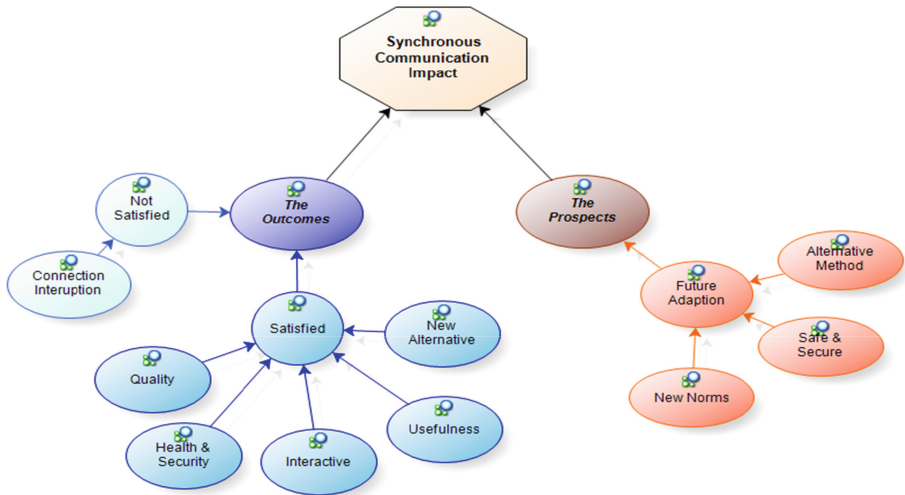 Synchronous
Communication
Impact
Not
Satisfied
The
Outcomes
The
Prospects
Connection
Interuption
Alternative
Method
Future
Adaption
Satisfied
New
Alternative
Safe &
Secure
Quality
New Norms
Usefulness
Health &
Security
Interactive